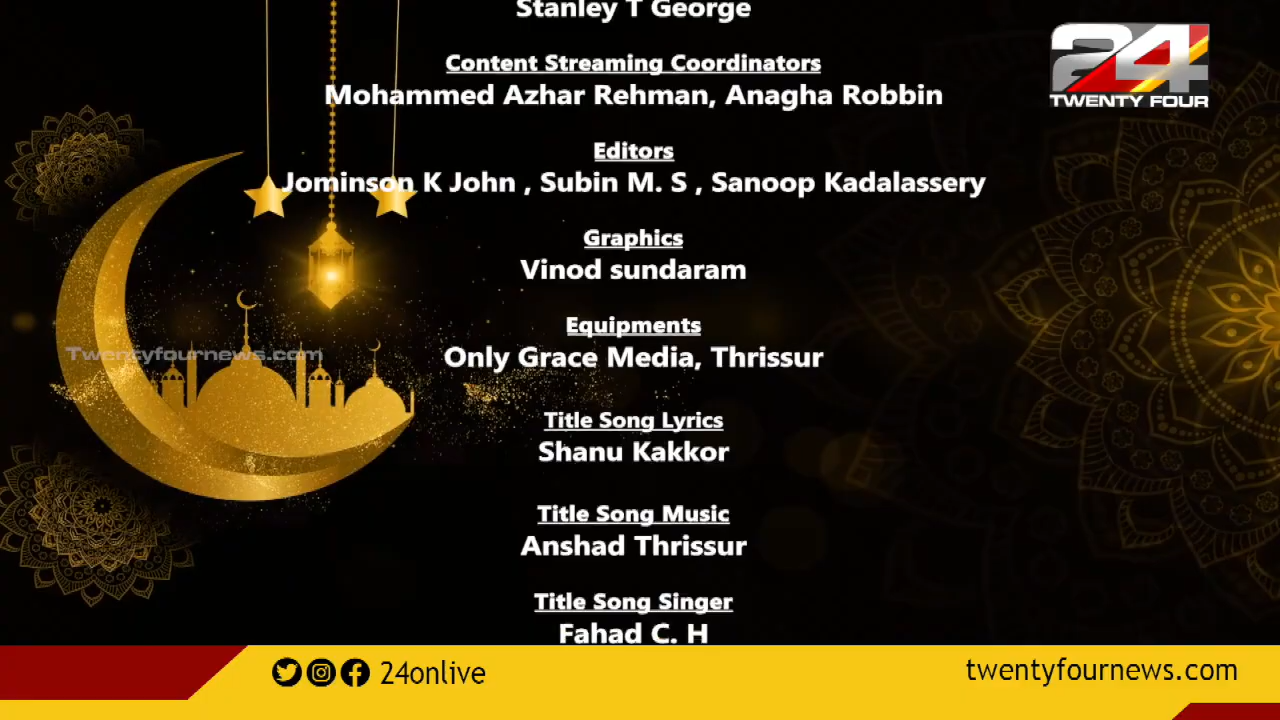 Stanley T George
Content Streaming Coordinators
Mohammed Azhar Rehman, Anagha Robbin
Editors
Jominson K John , Subin M. S , Sanoop Kadalassery
Graphics
Vinod sundaram
Equipments
Only Grace Media, Thrissur
Title Song Lyrics
Shanu Kakkor
Title Song Music
Anshad Thrissur
Title Song Singer
Fahad C. H
24
TWENTY FOUR
Twentyfournews.com
24onlive
twentyfournews.com